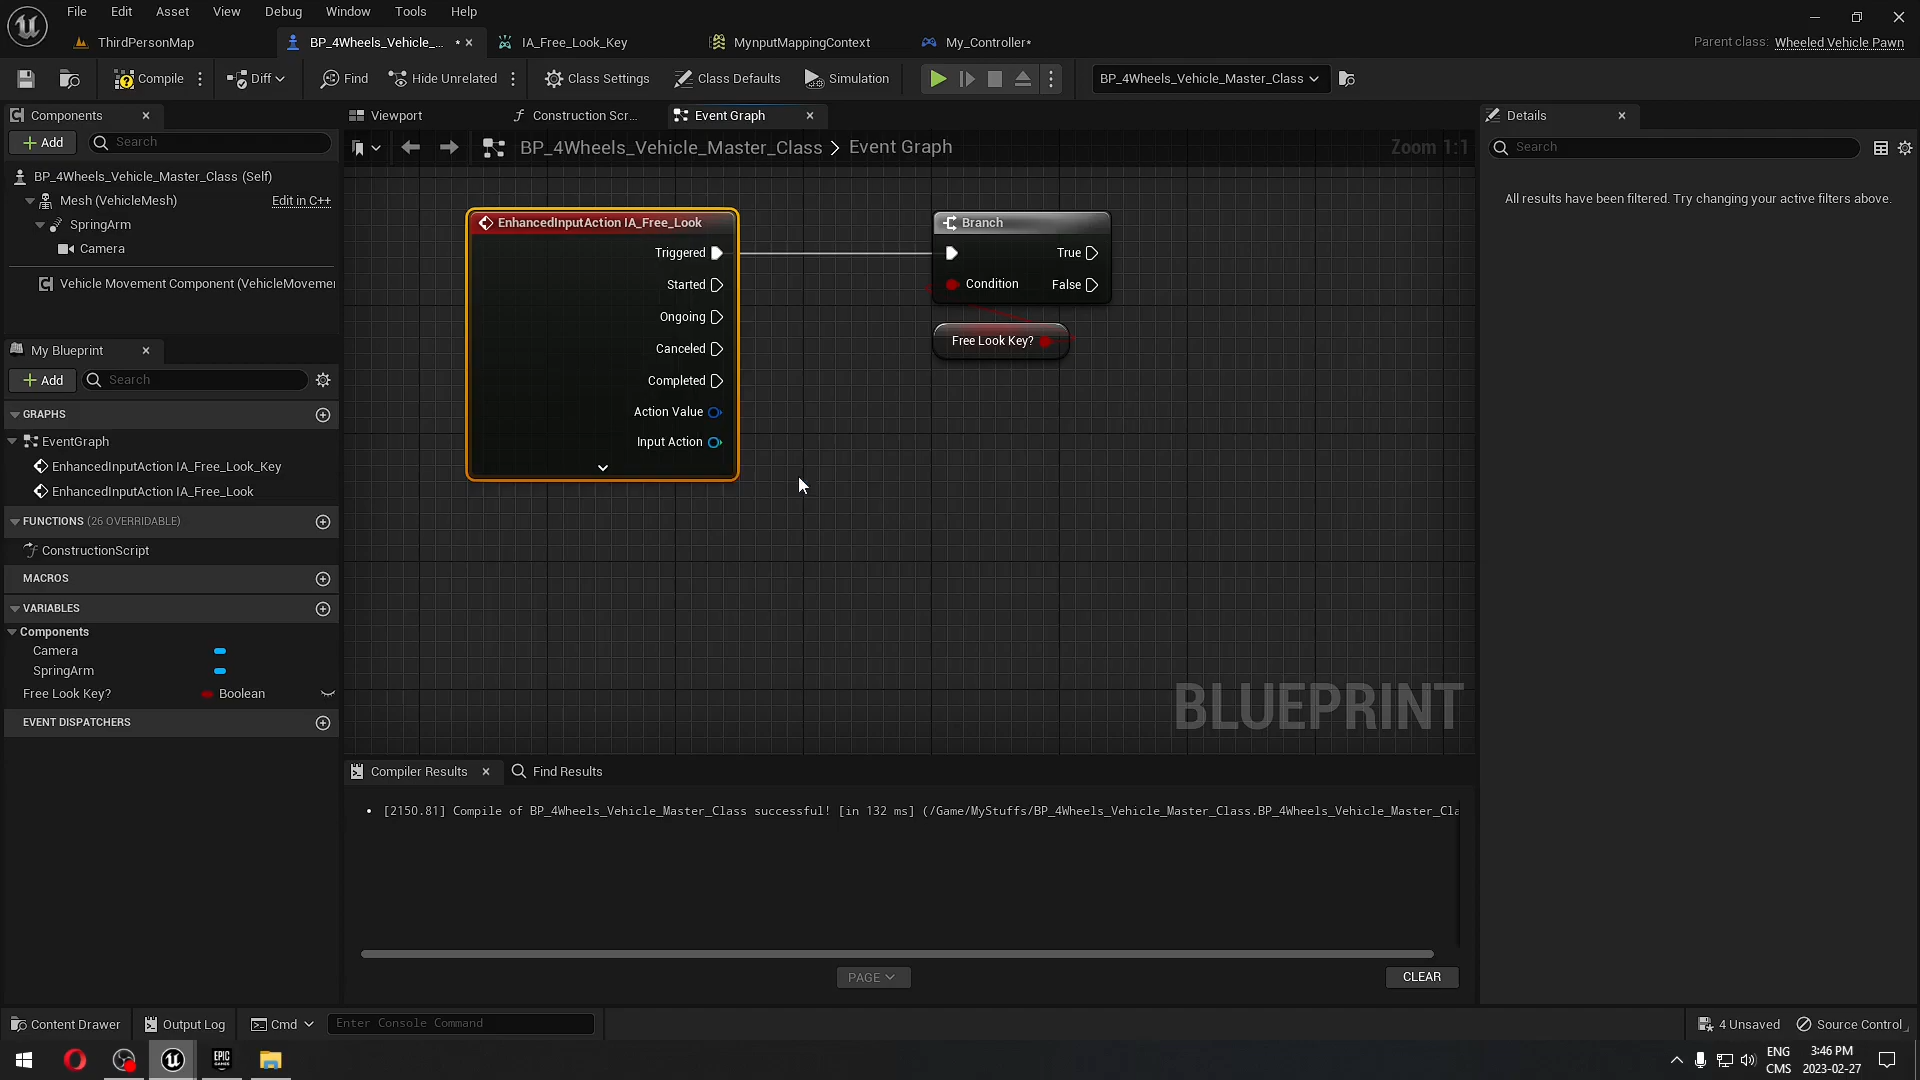 File Edit Asset View Debug Window Tools Help
ThirdPersonMap
BP_4Wheels_Vehicle_... *
IA_Free_Look_Key
MynputMappingContext
My_Controller*
Parent class: Wheeled Vehicle Pawn
Compile
Diff
Find
Hide Unrelated
Class Settings
Class Defaults
Simulation
BP_4Wheels_Vehicle_Master_Class
Components
Add
Search
BP_4Wheels_Vehicle_Master_Class (Self)
Mesh (VehicleMesh) Edit in C++
SpringArm
Camera
Vehicle Movement Component (VehicleMovemer
My Blueprint
Add
Search
GRAPHS
EventGraph
EnhancedInputAction IA_Free_Look_Key
EnhancedInputAction IA_Free_Look
FUNCTIONS (26 OVERRIDABLE)
ConstructionScript
MACROS
VARIABLES
Components
Camera
SpringArm
Free Look Key? Boolean
EVENT DISPATCHERS
Viewport
Construction Scr...
Event Graph
BP_4Wheels_Vehicle_Master_Class > Event Graph
Zoom 1:1
EnhancedInputAction IA_Free_Look
Triggered
Started
Ongoing
Canceled
Completed
Action Value
Input Action
Branch
True
Condition False
Free Look Key?
BLUEPRINT
Compiler Results
Find Results
• [2150.81] Compile of BP_4Wheels_Vehicle_Master_Class successful! [in 132 ms] (/Game/MyStuffs/BP_4Wheels_Vehicle_Master_Class.BP_4Wheels_Vehicle_Master_Cla
PAGE
CLEAR
Details
Search
All results have been filtered. Try changing your active filters above.
Content Drawer
Output Log
Cmd
Enter Console Command
4 Unsaved
Source Control
EPIC
GAMES
ENG
CMS
3:46 PM
2023-02-27